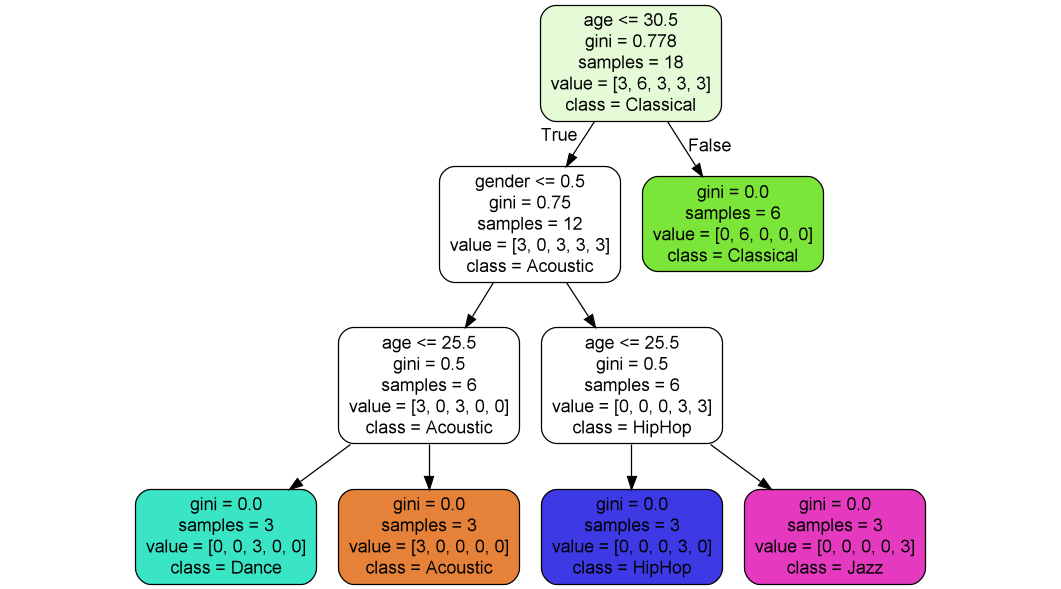 age <= 30.5
gini = 0.778
samples = 18
value = [3, 6, 3, 3, 3]
class = Classical
True
False
gender <= 0.5
gini = 0.75
samples = 12
value = [3, 0, 3, 3, 3]
class = Acoustic
gini = 0.0
samples = 6
value = [0, 6, 0, 0, 0]
class = Classical
age <= 25.5
gini = 0.5
samples = 6
value = [3, 0, 3, 0, 0]
class = Acoustic
age <= 25.5
gini = 0.5
samples = 6
value = [0, 0, 0, 3, 3]
class = HipHop
gini = 0.0
samples = 3
value = [0, 0, 3, 0, 0]
class = Dance
gini = 0.0
samples = 3
value = [3, 0, 0, 0, 0]
class = Acoustic
gini = 0.0
samples = 3
value = [0, 0, 0, 3, 0]
class = HipHop
gini = 0.0
samples = 3
value = [0, 0, 0, 0, 3]
class = Jazz